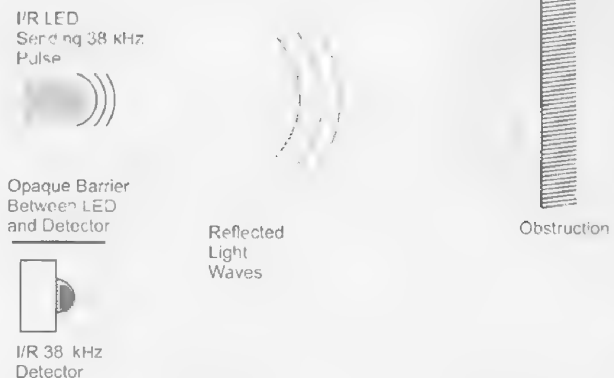 I/R LED
Sending 38 kHz
Pulse
Opaque Barrier
Between LED
and Detector
Reflected
Light
Waves
Obstruction
I/R 38 kHz
Detector